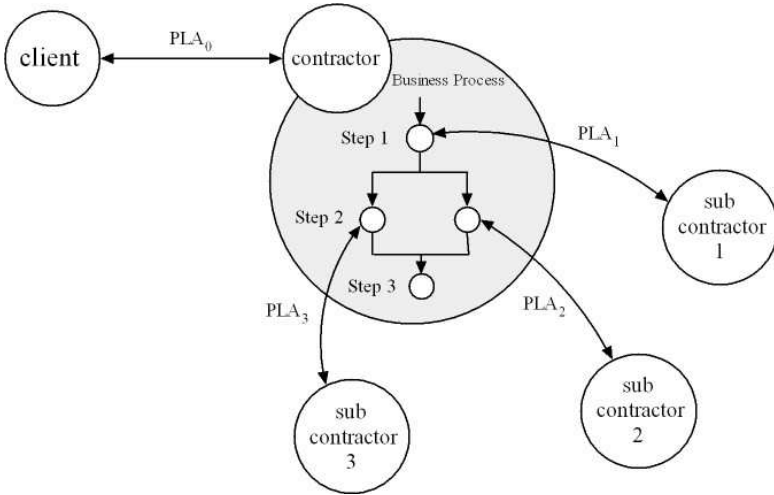 client
PLA0
contractor
Business Process
Step 1
PLA1
sub
contractor
1
Step 2
Step 3
PLA3
PLA2
sub
contractor
2
sub
contractor
3